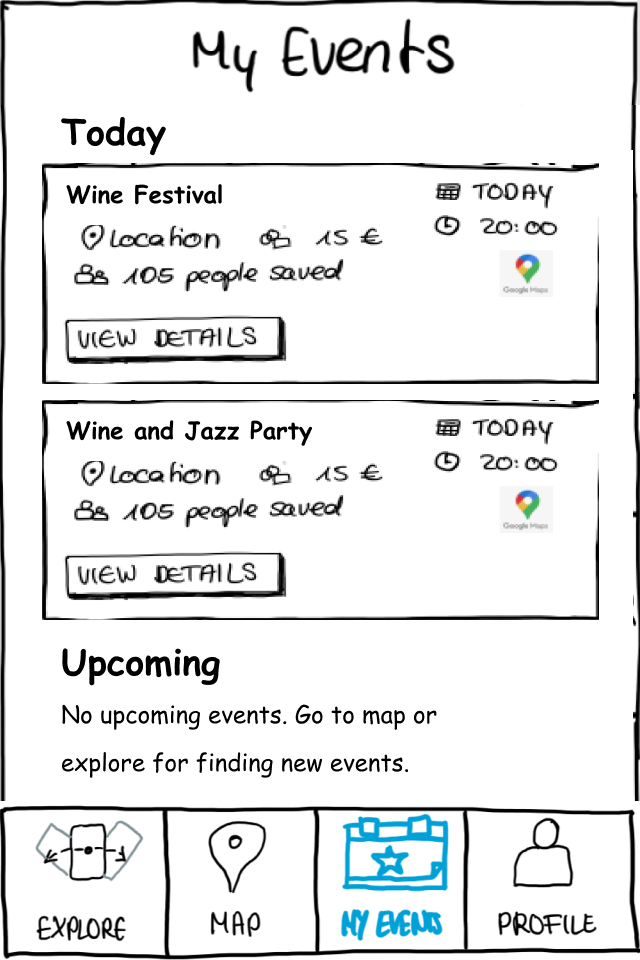 My Events
Today
Wine Festival
TODAY
Location 15 €
20:00
105 people saved
Google Maps
VIEW DETAILS
Wine and Jazz Party
TODAY
Location 15 €
20:00
105 people saved
Google Maps
VIEW DETAILS
Upcoming
No upcoming events. Go to map or
explore for finding new events.
EXPLORE MAP MY EVENTS PROFILE